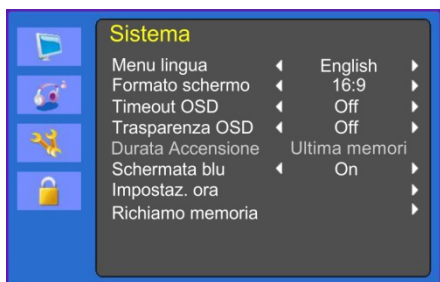 Sistema
Menu lingua English
Formato schermo 16:9
Timeout OSD Off
Trasparenza OSD Off
Durata Accensione Ultima memori
Schermata blu On
Impostaz. ora
Richiamo memoria